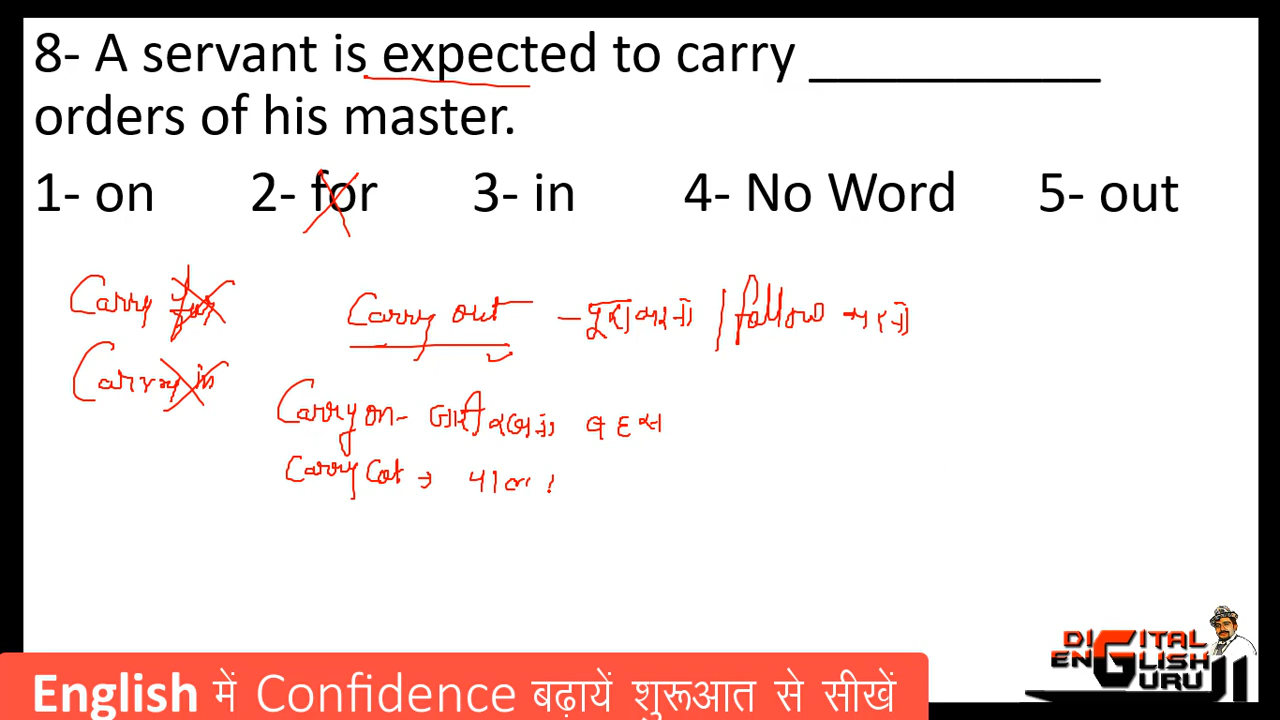 8- A servant is expected to carry ___________
orders of his master.
1- on 2- for 3- in 4- No Word 5- out
Carry for
Carry out - पूरा करना / follow करना
Carry in
Carry on - जारी रखना
Carry Cot →
DIGITAL
ENGLISH
GURU
English में Confidence बढ़ायें शुरूआत से सीखें